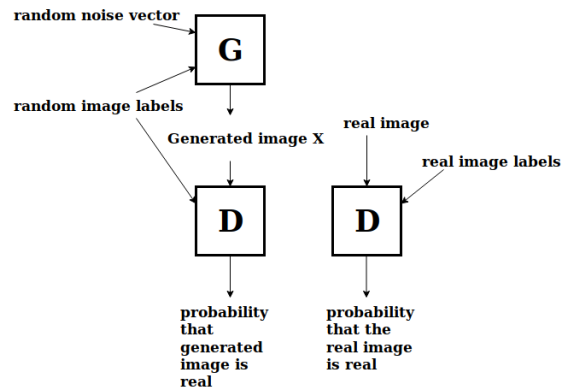 random noise vector
G
random image labels
Generated image X
real image
real image labels
D
D
probability
that
generated
image is
real
probability
that the
real image
is real